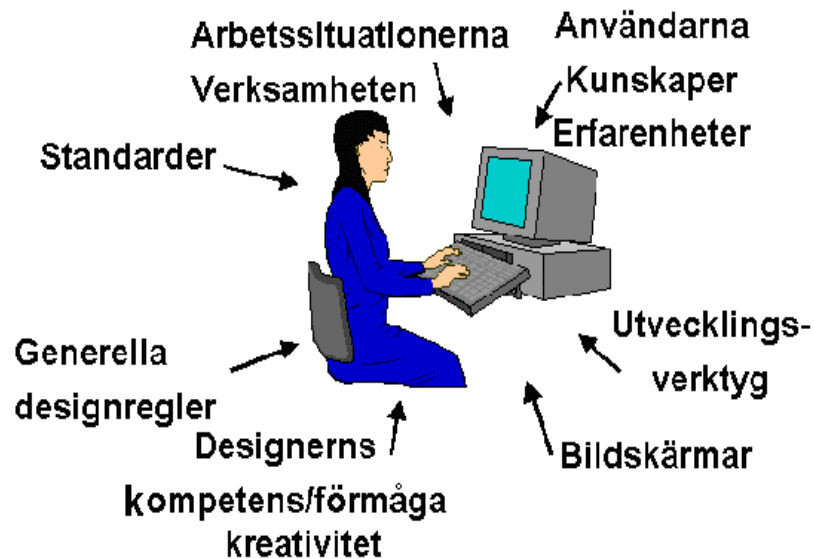 Arbetssituationerna
Verksamheten
Användarna
Kunskaper
Erfarenheter
Standarder
Generella
designregler
Utvecklings-
verktyg
Designerns
kompetens/förmåga
kreativitet
Bildskärmar